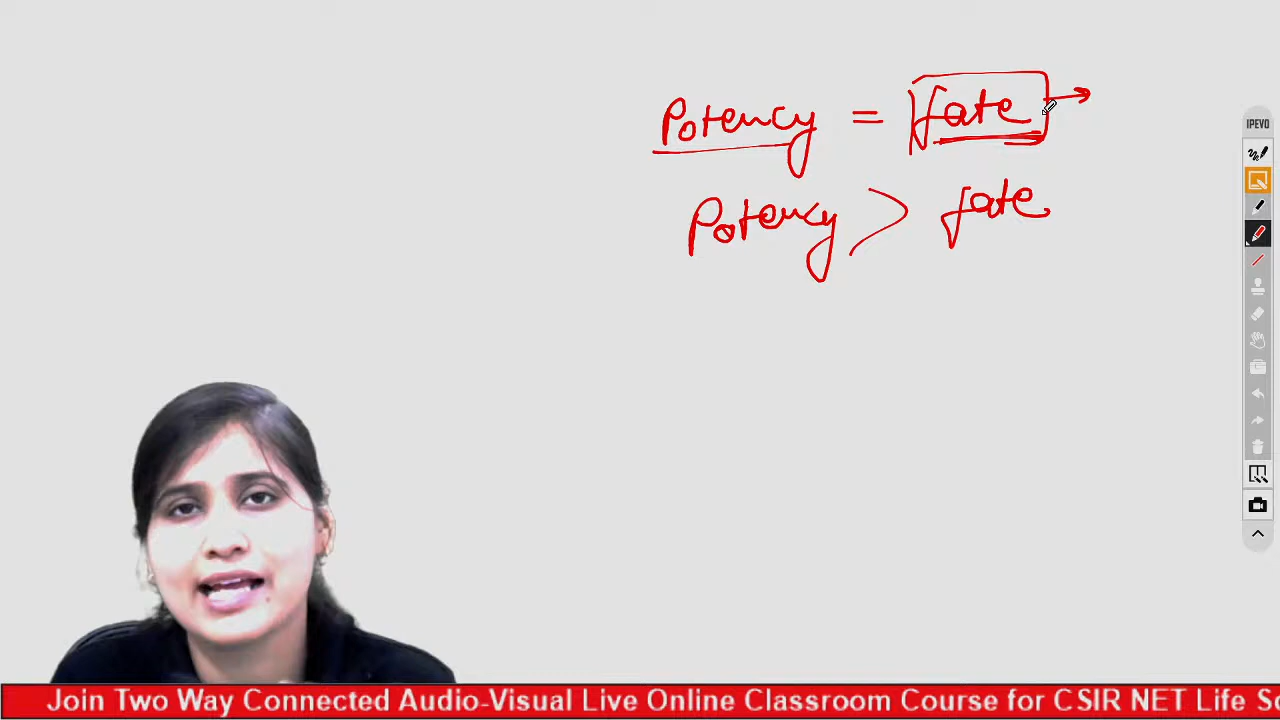 Potency = fate
Potency > fate
IPEVO
Join Two Way Connected Audio-Visual Live Online Classroom Course for CSIR NET Life S